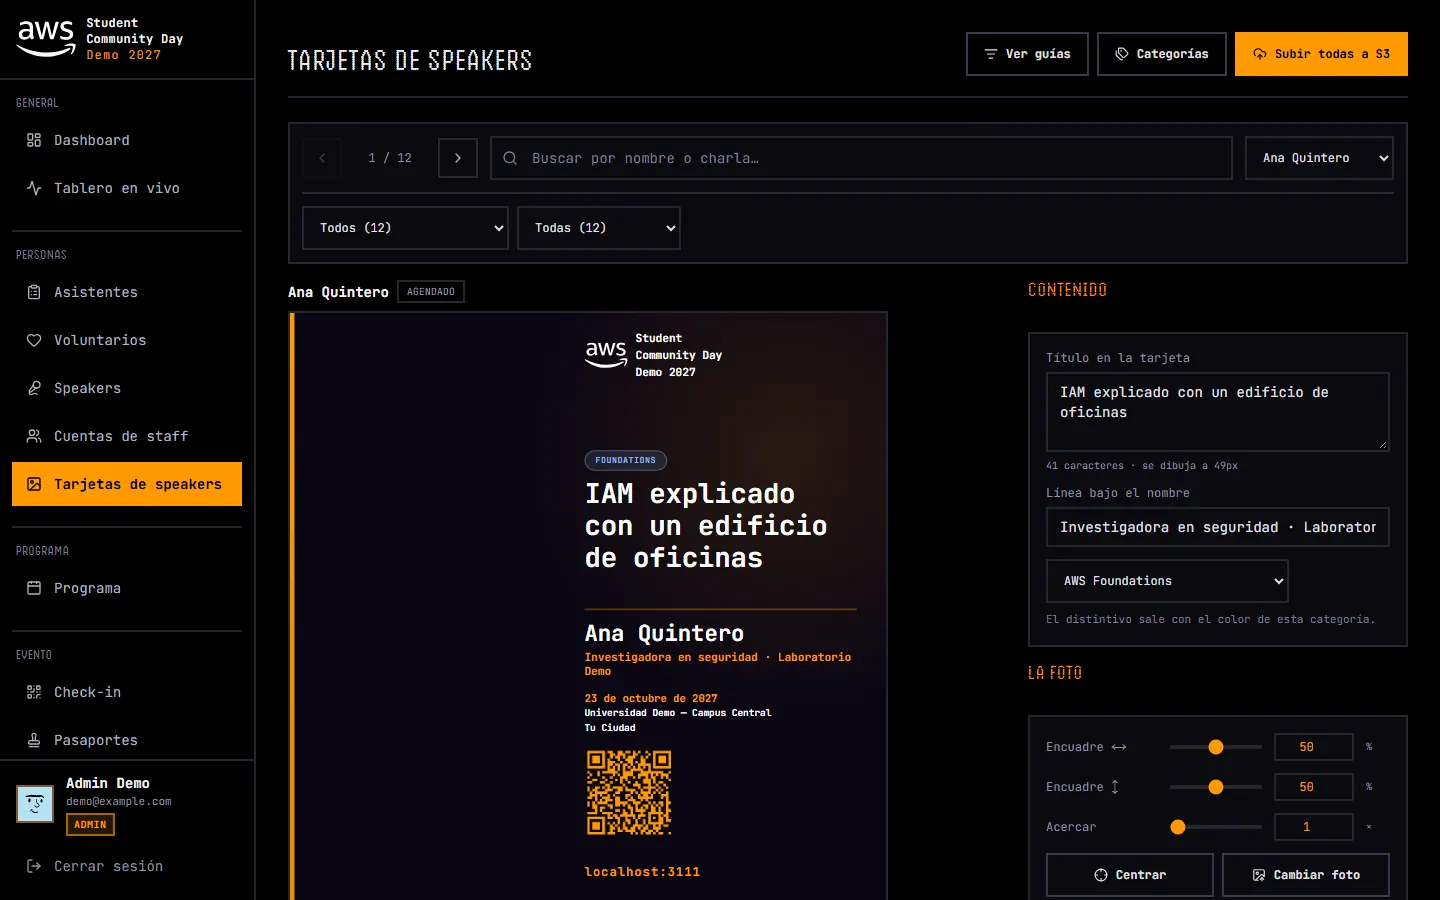 aws
Student
Community Day
Demo 2027
GENERAL
Dashboard
Tablero en vivo
PERSONAS
Asistentes
Voluntarios
Speakers
Cuentas de staff
Tarjetas de speakers
PROGRAMA
Programa
EVENTO
Check-in
Pasaportes
Admin Demo
demo@example.com
ADMIN
Cerrar sesión
TARJETAS DE SPEAKERS
Ver guías
Categorías
Subir todas a S3
1 / 12
Buscar por nombre o charla…
Ana Quintero
Todos (12)
Todas (12)
Ana Quintero
AGENDADO
aws
Student
Community Day
Demo 2027
FOUNDATIONS
IAM explicado
con un edificio
de oficinas
Ana Quintero
Investigadora en seguridad · Laboratorio
Demo
23 de octubre de 2027
Universidad Demo — Campus Central
Tu Ciudad
localhost:3111
CONTENIDO
Título en la tarjeta
IAM explicado con un edificio de
oficinas
41 caracteres · se dibuja a 49px
Línea bajo el nombre
Investigadora en seguridad · Laborator
AWS Foundations
El distintivo sale con el color de esta categoría.
LA FOTO
Encuadre ↔
50
%
Encuadre ↕
50
%
Acercar
1
×
Centrar
Cambiar foto